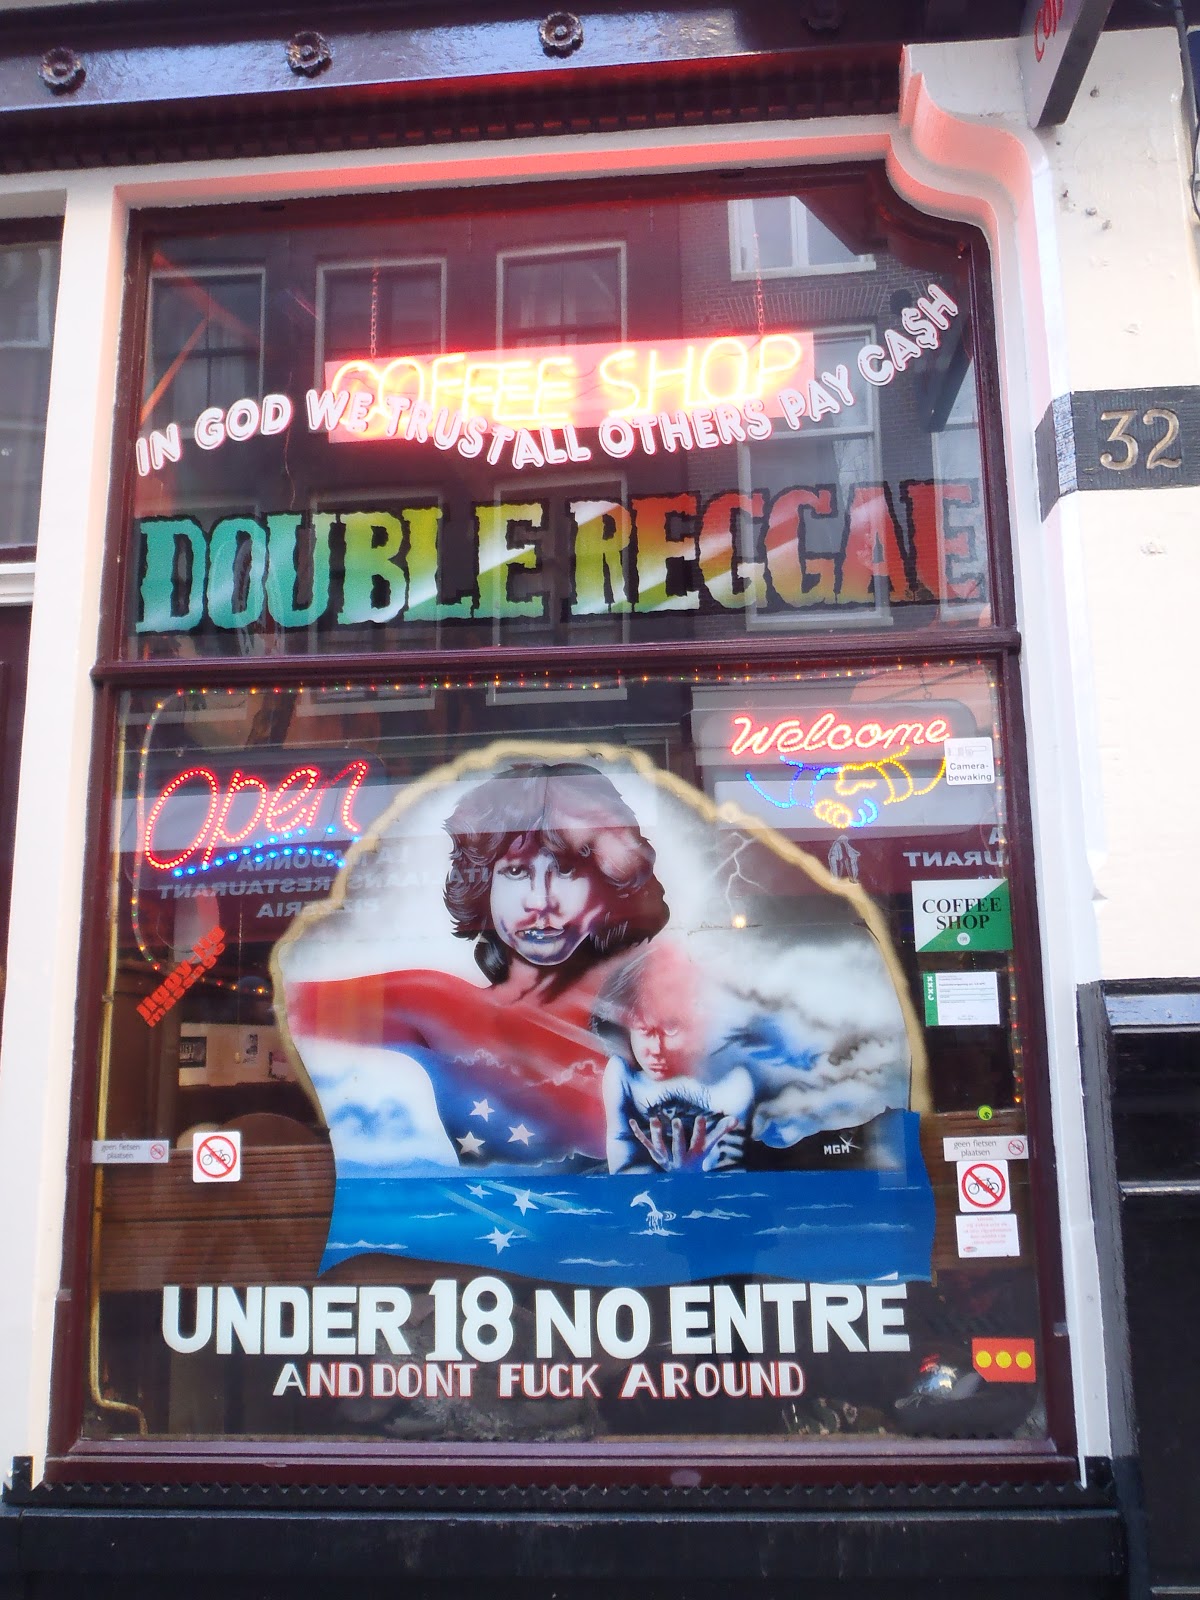 COFFEE SHOP
IN GOD WE TRUST ALL OTHERS PAY CA$H
32
DOUBLE REGGAE
Welcome
Camera-
bewaking
Open
COFFEE
SHOP
MGM
geen fietsen
plaatsen
geen fietsen
plaatsen
UNDER 18 NO ENTRÉ
AND DONT FUCK AROUND